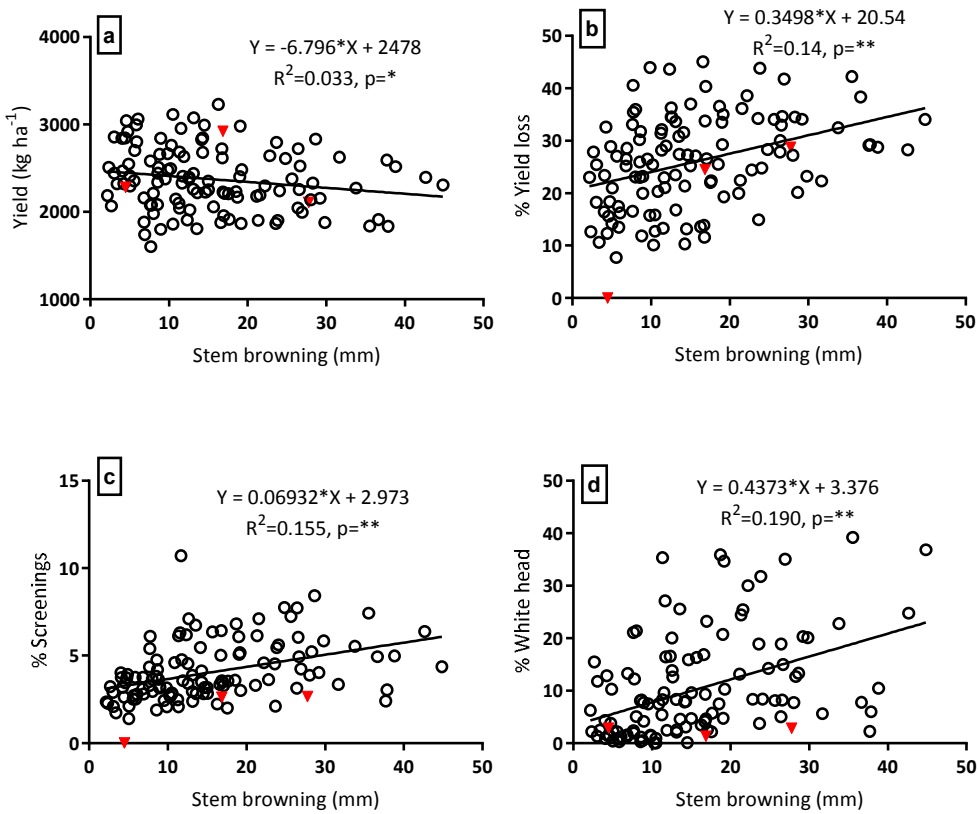 a
Y = -6.796*X + 2478
R²=0.033, p=*
Yield (kg ha⁻¹)
4000
3000
2000
1000
0 10 20 30 40 50
Stem browning (mm)
b
Y = 0.3498*X + 20.54
R²=0.14, p=**
% Yield loss
50
40
30
20
10
0
0 10 20 30 40 50
Stem browning (mm)
c
Y = 0.06932*X + 2.973
R²=0.155, p=**
% Screenings
15
10
5
0
0 10 20 30 40 50
Stem browning (mm)
d
Y = 0.4373*X + 3.376
R²=0.190, p=**
% White head
50
40
30
20
10
0
0 10 20 30 40 50
Stem browning (mm)